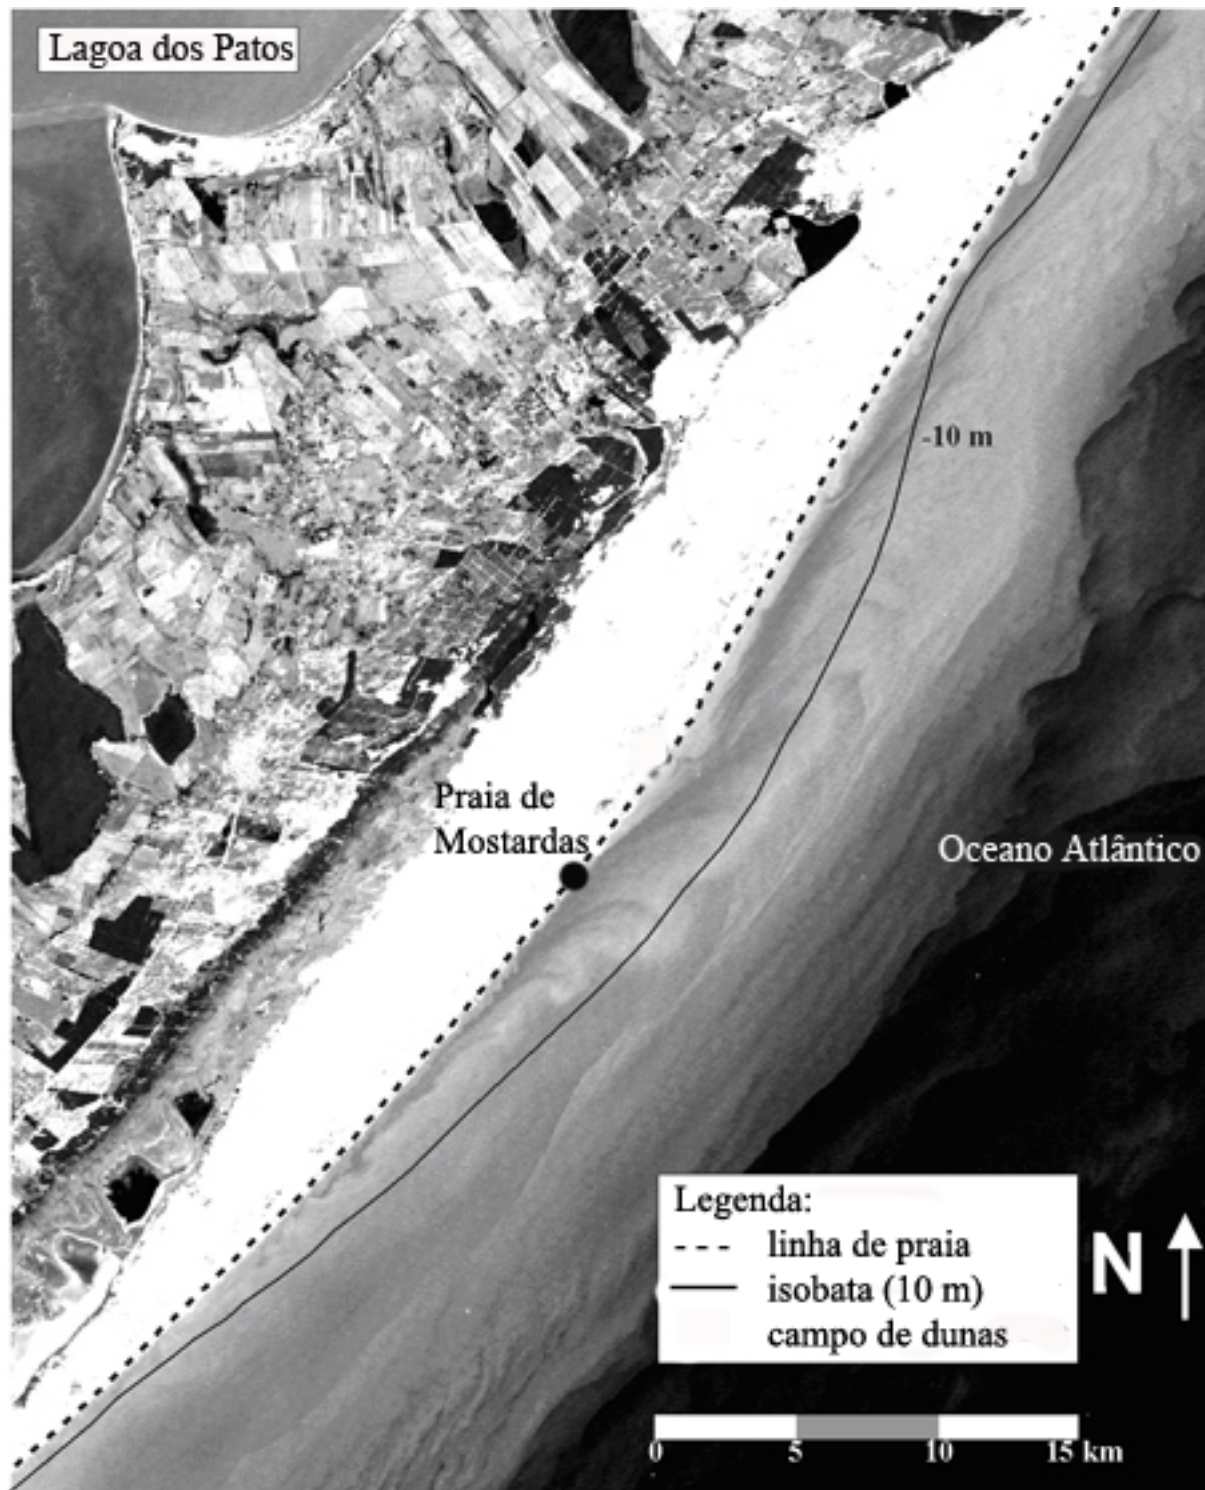 Lagoa dos Patos
-10 m
Praia de
Mostardas
Oceano Atlântico
Legenda:
linha de praia
isobata (10 m)
campo de dunas
N
0 5 10 15 km